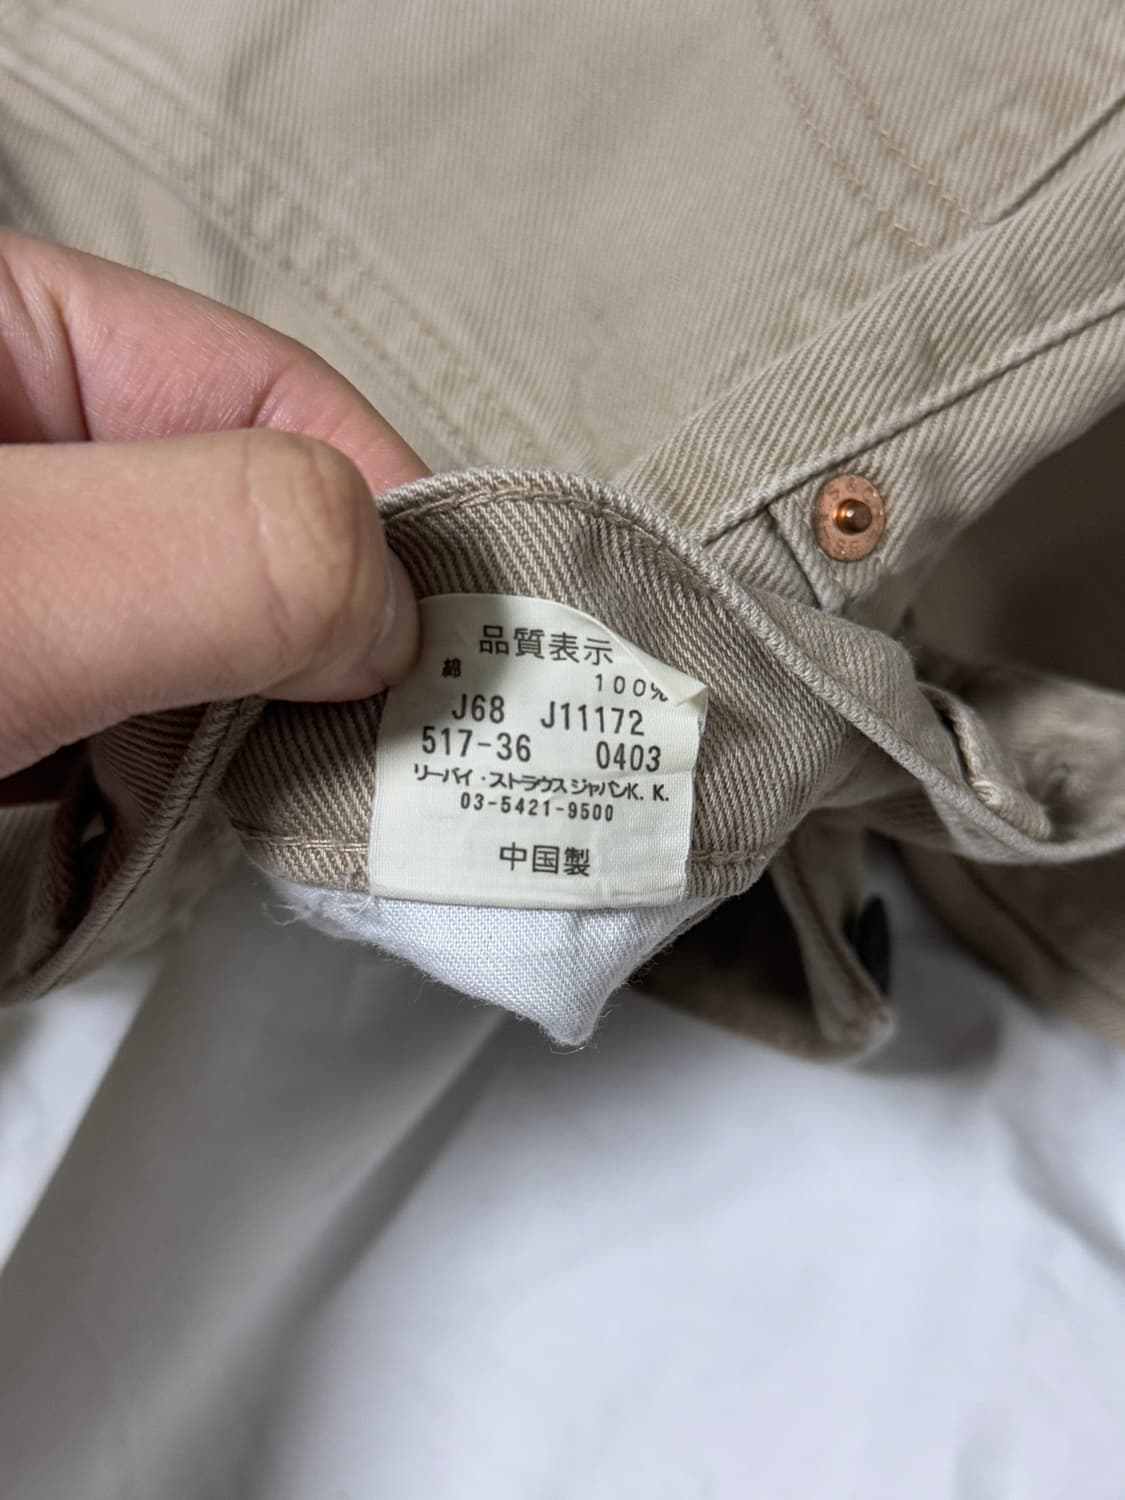 品質表示
綿 100%
J68 J11172
517-36 0403
リーバイ・ストラウス ジャパンK. K.
03-5421-9500
中国製